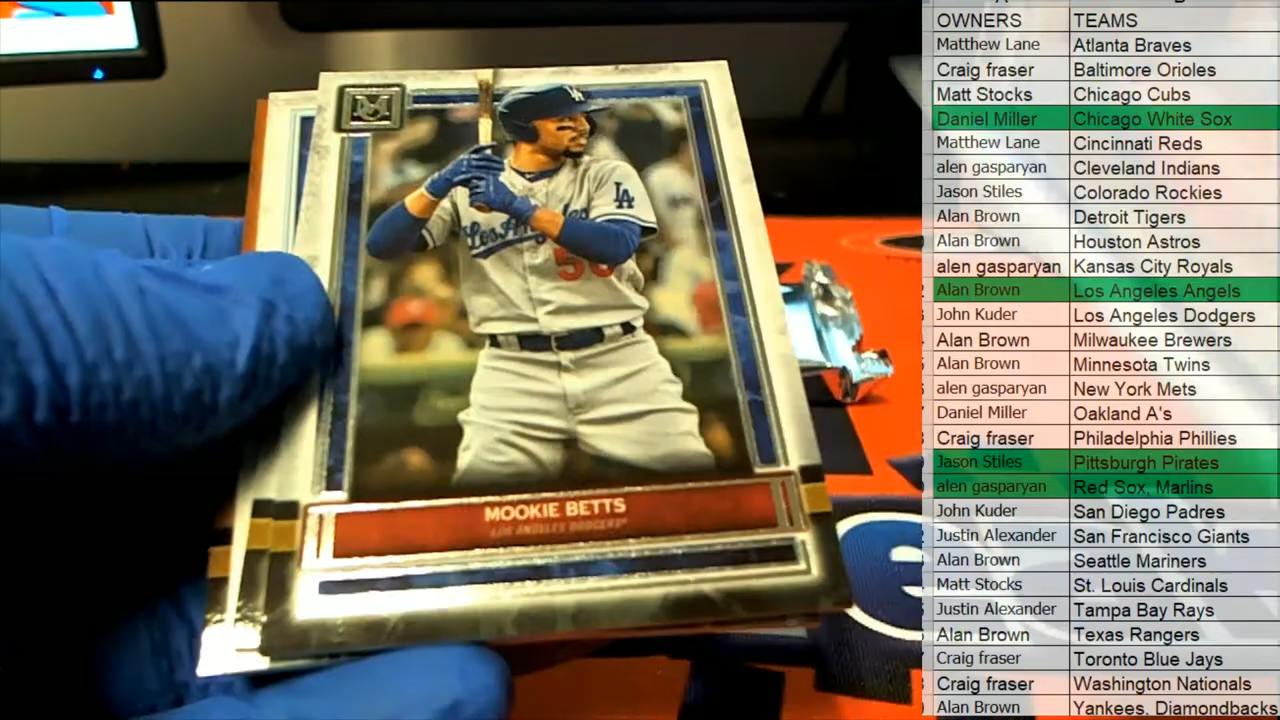 LA
LA
Los Angeles
50
MOOKIE BETTS
LOS ANGELES DODGERS
e
OWNERS TEAMS
Matthew Lane Atlanta Braves
Craig fraser Baltimore Orioles
Matt Stocks Chicago Cubs
Daniel Miller Chicago White Sox
Matthew Lane Cincinnati Reds
alen gasparyan Cleveland Indians
Jason Stiles Colorado Rockies
Alan Brown Detroit Tigers
Alan Brown Houston Astros
alen gasparyan Kansas City Royals
Alan Brown Los Angeles Angels
John Kuder Los Angeles Dodgers
Alan Brown Milwaukee Brewers
Alan Brown Minnesota Twins
alen gasparyan New York Mets
Daniel Miller Oakland A's
Craig fraser Philadelphia Phillies
Jason Stiles Pittsburgh Pirates
alen gasparyan Red Sox, Marlins
John Kuder San Diego Padres
Justin Alexander San Francisco Giants
Alan Brown Seattle Mariners
Matt Stocks St. Louis Cardinals
Justin Alexander Tampa Bay Rays
Alan Brown Texas Rangers
Craig fraser Toronto Blue Jays
Craig fraser Washington Nationals
Alan Brown Yankees, Diamondbacks